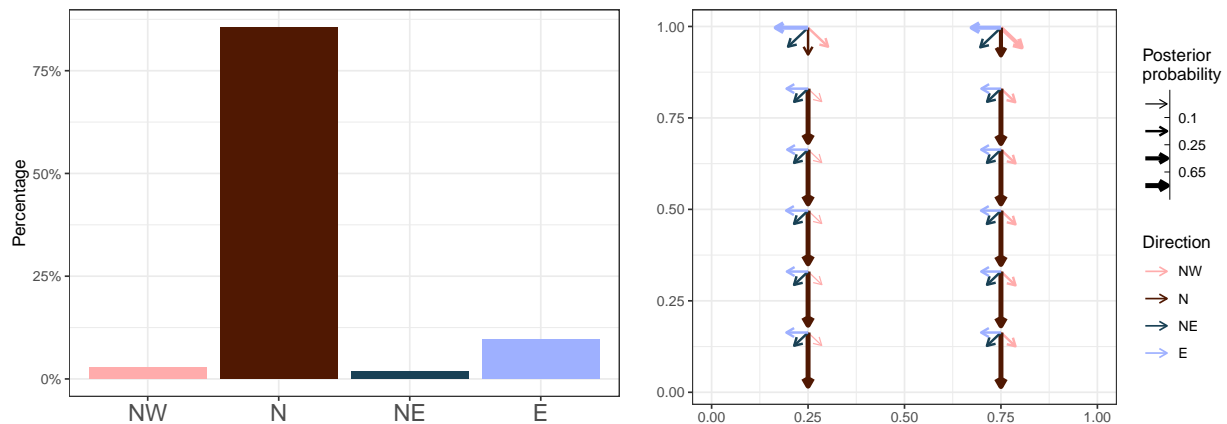 Percentage
75%
50%
25%
0%
NW N NE E
1.00
0.75
0.50
0.25
0.00
0.00 0.25 0.50 0.75 1.00
Posterior
probability
0.1
0.25
0.65
Direction
NW
N
NE
E